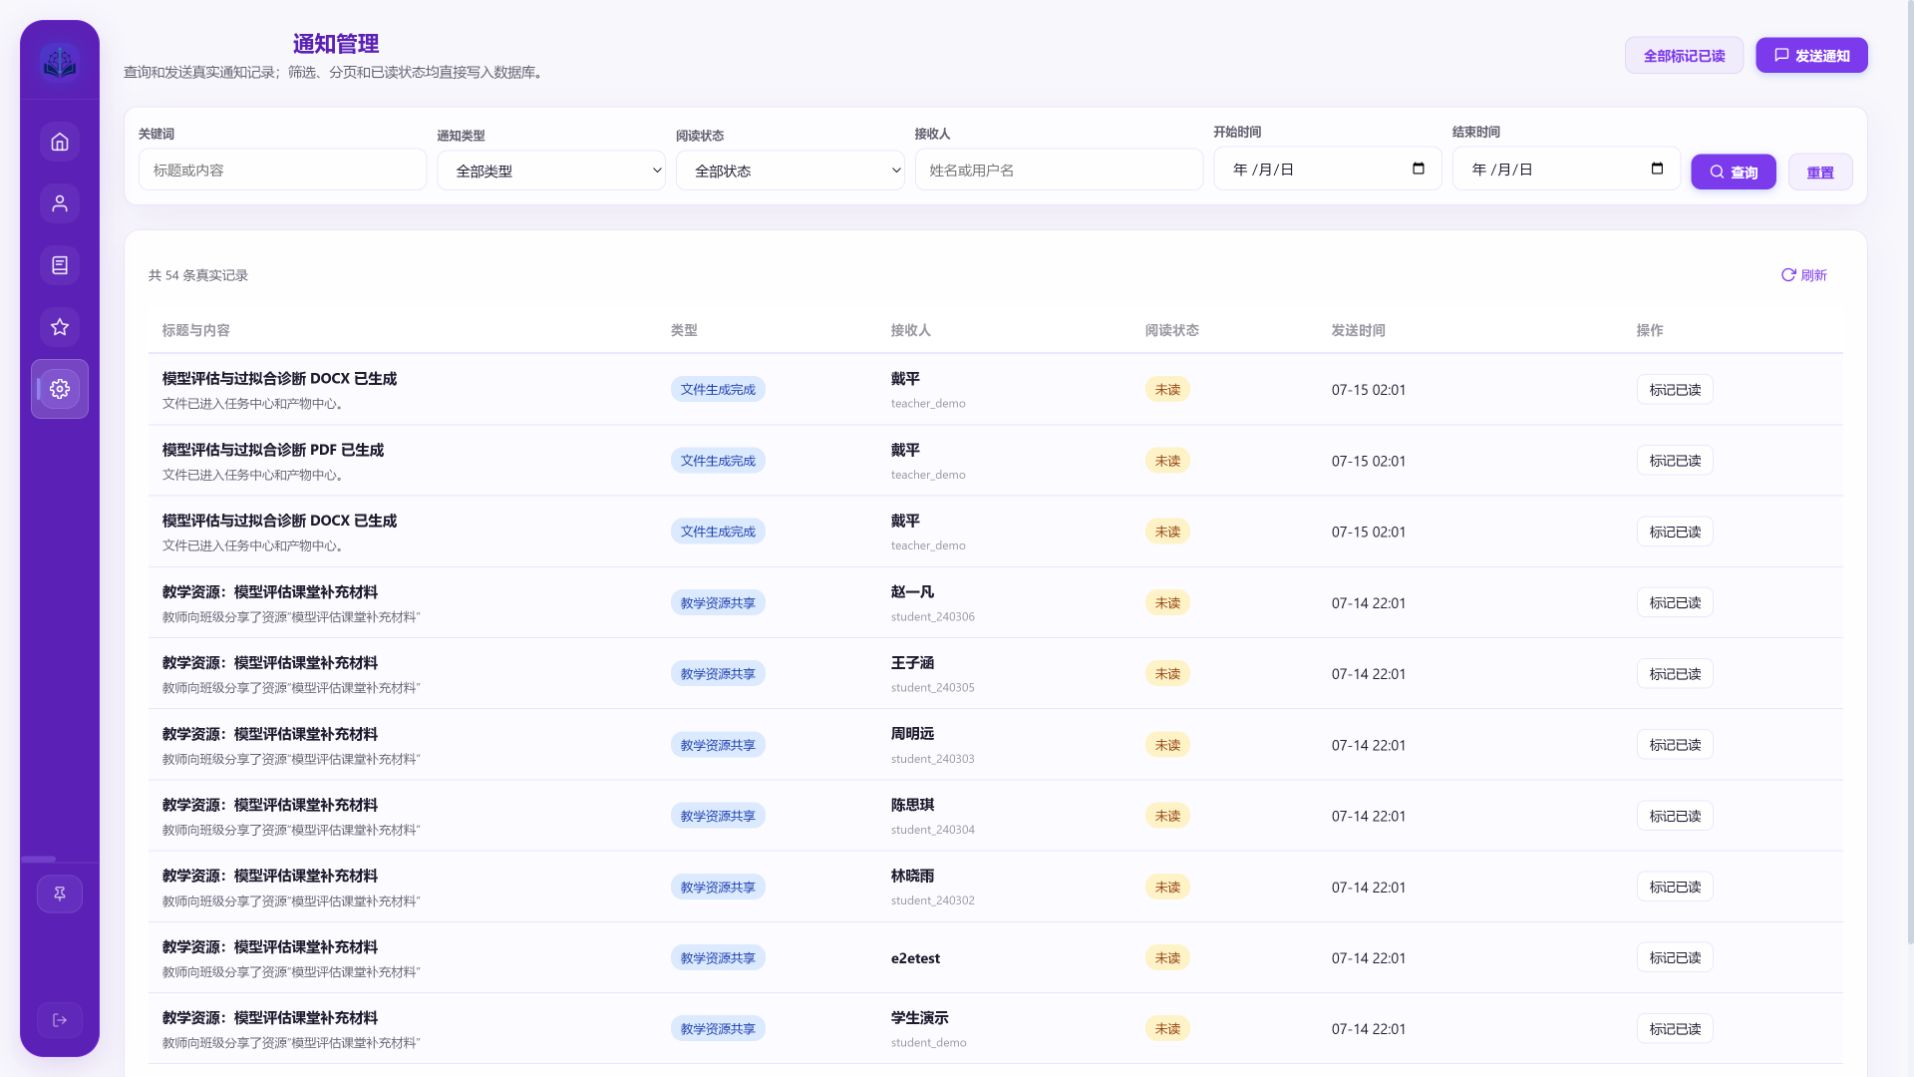 通知管理
查询和发送真实通知记录；筛选、分页和已读状态均直接写入数据库。
全部标记已读
发送通知
关键词
通知类型
阅读状态
接收人
开始时间
结束时间
标题或内容
全部类型
全部状态
姓名或用户名
年 /月/日
年 /月/日
查询
重置
共 54 条真实记录
刷新
标题与内容 类型 接收人 阅读状态 发送时间 操作
模型评估与过拟合诊断 DOCX 已生成
文件已进入任务中心和产物中心。
文件生成完成
戴平
teacher_demo
未读
07-15 02:01
标记已读
模型评估与过拟合诊断 PDF 已生成
文件已进入任务中心和产物中心。
文件生成完成
戴平
teacher_demo
未读
07-15 02:01
标记已读
模型评估与过拟合诊断 DOCX 已生成
文件已进入任务中心和产物中心。
文件生成完成
戴平
teacher_demo
未读
07-15 02:01
标记已读
教学资源：模型评估课堂补充材料
教师向班级分享了资源“模型评估课堂补充材料”
教学资源共享
赵一凡
student_240306
未读
07-14 22:01
标记已读
教学资源：模型评估课堂补充材料
教师向班级分享了资源“模型评估课堂补充材料”
教学资源共享
王子涵
student_240305
未读
07-14 22:01
标记已读
教学资源：模型评估课堂补充材料
教师向班级分享了资源“模型评估课堂补充材料”
教学资源共享
周明远
student_240303
未读
07-14 22:01
标记已读
教学资源：模型评估课堂补充材料
教师向班级分享了资源“模型评估课堂补充材料”
教学资源共享
陈思琪
student_240304
未读
07-14 22:01
标记已读
教学资源：模型评估课堂补充材料
教师向班级分享了资源“模型评估课堂补充材料”
教学资源共享
林晓雨
student_240302
未读
07-14 22:01
标记已读
教学资源：模型评估课堂补充材料
教师向班级分享了资源“模型评估课堂补充材料”
教学资源共享
e2etest
未读
07-14 22:01
标记已读
教学资源：模型评估课堂补充材料
教师向班级分享了资源“模型评估课堂补充材料”
教学资源共享
学生演示
student_demo
未读
07-14 22:01
标记已读